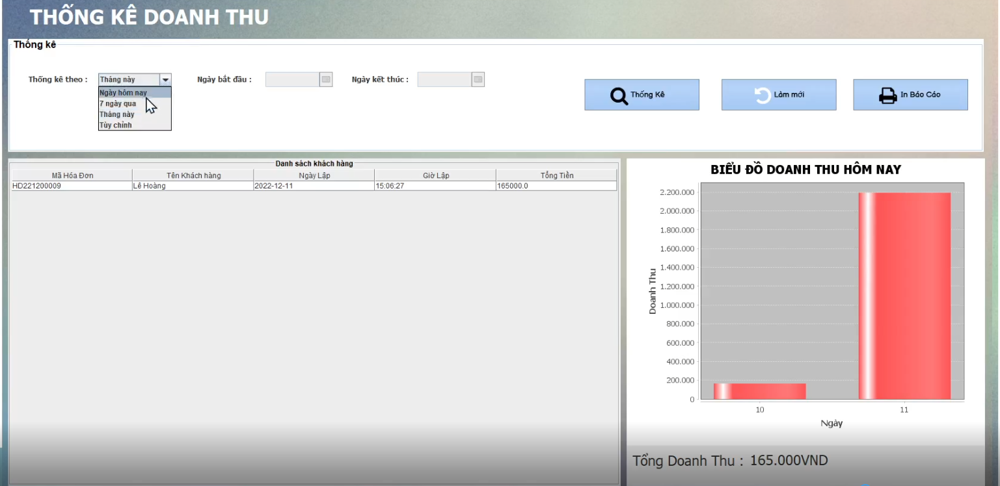 THỐNG KÊ DOANH THU
Thống kê
Thống kê theo :
Tháng này
Ngày bắt đầu :
Ngày kết thúc :
Thống Kê
Làm mới
In Báo Cáo
Ngày hôm nay
7 ngày qua
Tháng này
Tùy chỉnh
Danh sách khách hàng
Mã Hóa Đơn Tên Khách hàng Ngày Lập Giờ Lập Tổng Tiền
HD221200009 Lê Hoàng 2022-12-11 15:06:27 165000.0
BIỂU ĐỒ DOANH THU HÔM NAY
2.200.000
2.000.000
1.800.000
1.600.000
1.400.000
1.200.000
1.000.000
800.000
600.000
400.000
200.000
0
Doanh Thu
10 11
Ngày
Tổng Doanh Thu : 165.000VND